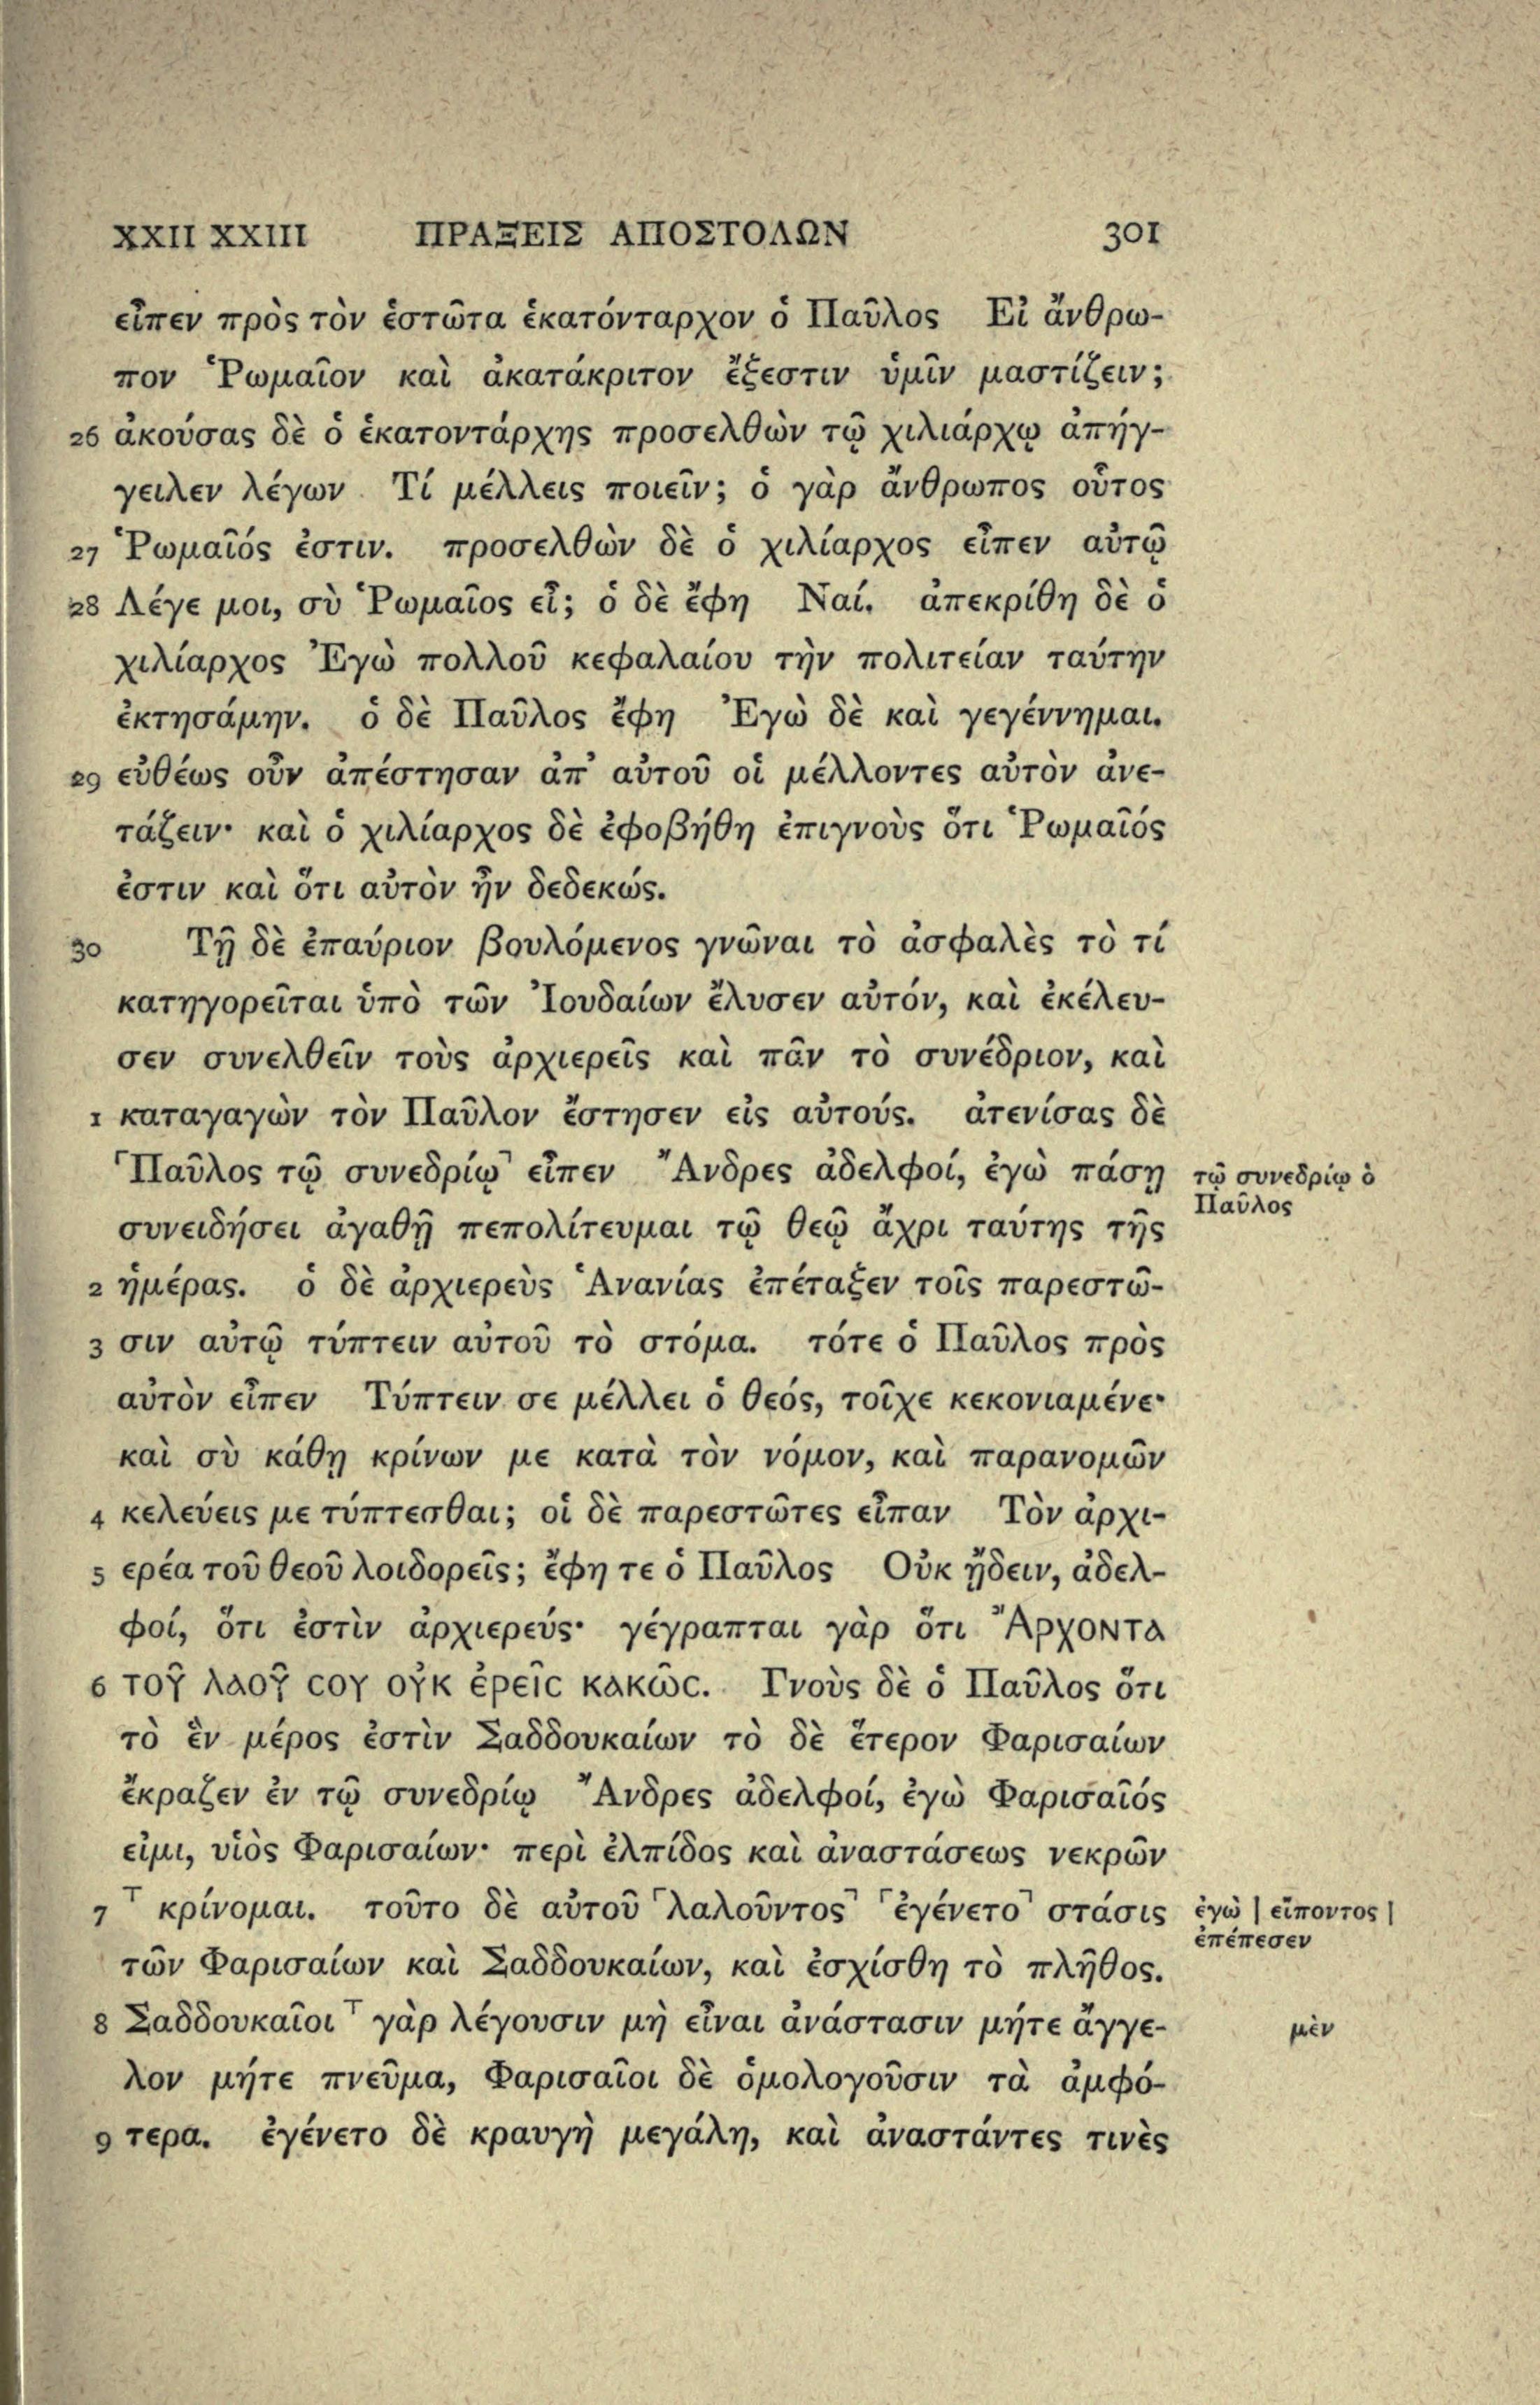 XXII XXIII ΠΡΑΞΕΙΣ ΑΠΟΣΤΟΛΩΝ 301
εἶπεν πρὸς τὸν ἑστῶτα ἑκατόνταρχον ὁ Παῦλος Εἰ ἄνθρω-
πον Ῥωμαῖον καὶ ἀκατάκριτον ἔξεστιν ὑμῖν μαστίζειν;
26 ἀκούσας δὲ ὁ ἑκατοντάρχης προσελθὼν τῷ χιλιάρχῳ ἀπήγ-
γειλεν λέγων Τί μέλλεις ποιεῖν; ὁ γὰρ ἄνθρωπος οὗτος
27 Ῥωμαῖός ἐστιν. προσελθὼν δὲ ὁ χιλίαρχος εἶπεν αὐτῷ
28 Λέγε μοι, σὺ Ῥωμαῖος εἶ; ὁ δὲ ἔφη Ναί. ἀπεκρίθη δὲ ὁ
χιλίαρχος Ἐγὼ πολλοῦ κεφαλαίου τὴν πολιτείαν ταύτην
ἐκτησάμην. ὁ δὲ Παῦλος ἔφη Ἐγὼ δὲ καὶ γεγέννημαι.
29 εὐθέως οὖν ἀπέστησαν ἀπ’ αὐτοῦ οἱ μέλλοντες αὐτὸν ἀνε-
τάζειν· καὶ ὁ χιλίαρχος δὲ ἐφοβήθη ἐπιγνοὺς ὅτι Ῥωμαῖός
ἐστιν καὶ ὅτι αὐτὸν ἦν δεδεκώς.
30 Τῇ δὲ ἐπαύριον βουλόμενος γνῶναι τὸ ἀσφαλὲς τὸ τί
κατηγορεῖται ὑπὸ τῶν Ἰουδαίων ἔλυσεν αὐτόν, καὶ ἐκέλευ-
σεν συνελθεῖν τοὺς ἀρχιερεῖς καὶ πᾶν τὸ συνέδριον, καὶ
1 καταγαγὼν τὸν Παῦλον ἔστησεν εἰς αὐτούς. ἀτενίσας δὲ
⸀Παῦλος τῷ συνεδρίῳ⸣ εἶπεν Ἄνδρες ἀδελφοί, ἐγὼ πάσῃ τῷ συνεδρίῳ ὁ
Παῦλος
συνειδήσει ἀγαθῇ πεπολίτευμαι τῷ θεῷ ἄχρι ταύτης τῆς
2 ἡμέρας. ὁ δὲ ἀρχιερεὺς Ἁνανίας ἐπέταξεν τοῖς παρεστῶ-
3 σιν αὐτῷ τύπτειν αὐτοῦ τὸ στόμα. τότε ὁ Παῦλος πρὸς
αὐτὸν εἶπεν Τύπτειν σε μέλλει ὁ θεός, τοῖχε κεκονιαμένε·
καὶ σὺ κάθῃ κρίνων με κατὰ τὸν νόμον, καὶ παρανομῶν
4 κελεύεις με τύπτεσθαι; οἱ δὲ παρεστῶτες εἶπαν Τὸν ἀρχι-
5 ερέα τοῦ θεοῦ λοιδορεῖς; ἔφη τε ὁ Παῦλος Οὐκ ᾔδειν, ἀδελ-
φοί, ὅτι ἐστὶν ἀρχιερεύς· γέγραπται γὰρ ὅτι Ἄρχοντα
6 τοῦ λαοῦ σου οὐκ ἐρεῖς κακῶς. Γνοὺς δὲ ὁ Παῦλος ὅτι
τὸ ἓν μέρος ἐστὶν Σαδδουκαίων τὸ δὲ ἕτερον Φαρισαίων
ἔκραζεν ἐν τῷ συνεδρίῳ Ἄνδρες ἀδελφοί, ἐγὼ Φαρισαῖός
εἰμι, υἱὸς Φαρισαίων· περὶ ἐλπίδος καὶ ἀναστάσεως νεκρῶν
7 ⸆ κρίνομαι. τοῦτο δὲ αὐτοῦ ⸀λαλοῦντος⸣ ⸀ἐγένετο⸣ στάσις ἐγὼ | εἴποντος |
ἐπέπεσεν
τῶν Φαρισαίων καὶ Σαδδουκαίων, καὶ ἐσχίσθη τὸ πλῆθος.
8 Σαδδουκαῖοι⸆ γὰρ λέγουσιν μὴ εἶναι ἀνάστασιν μήτε ἄγγε- μὲν
λον μήτε πνεῦμα, Φαρισαῖοι δὲ ὁμολογοῦσιν τὰ ἀμφό-
9 τερα. ἐγένετο δὲ κραυγὴ μεγάλη, καὶ ἀναστάντες τινὲς